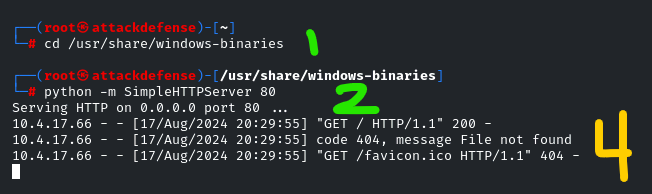 ┌──(root㉿attackdefense)-[~]
└─# cd /usr/share/windows-binaries
1
┌──(root㉿attackdefense)-[/usr/share/windows-binaries]
└─# python -m SimpleHTTPServer 80
2
Serving HTTP on 0.0.0.0 port 80 ...
10.4.17.66 - - [17/Aug/2024 20:29:55] "GET / HTTP/1.1" 200 -
10.4.17.66 - - [17/Aug/2024 20:29:55] code 404, message File not found
10.4.17.66 - - [17/Aug/2024 20:29:55] "GET /favicon.ico HTTP/1.1" 404 -
4